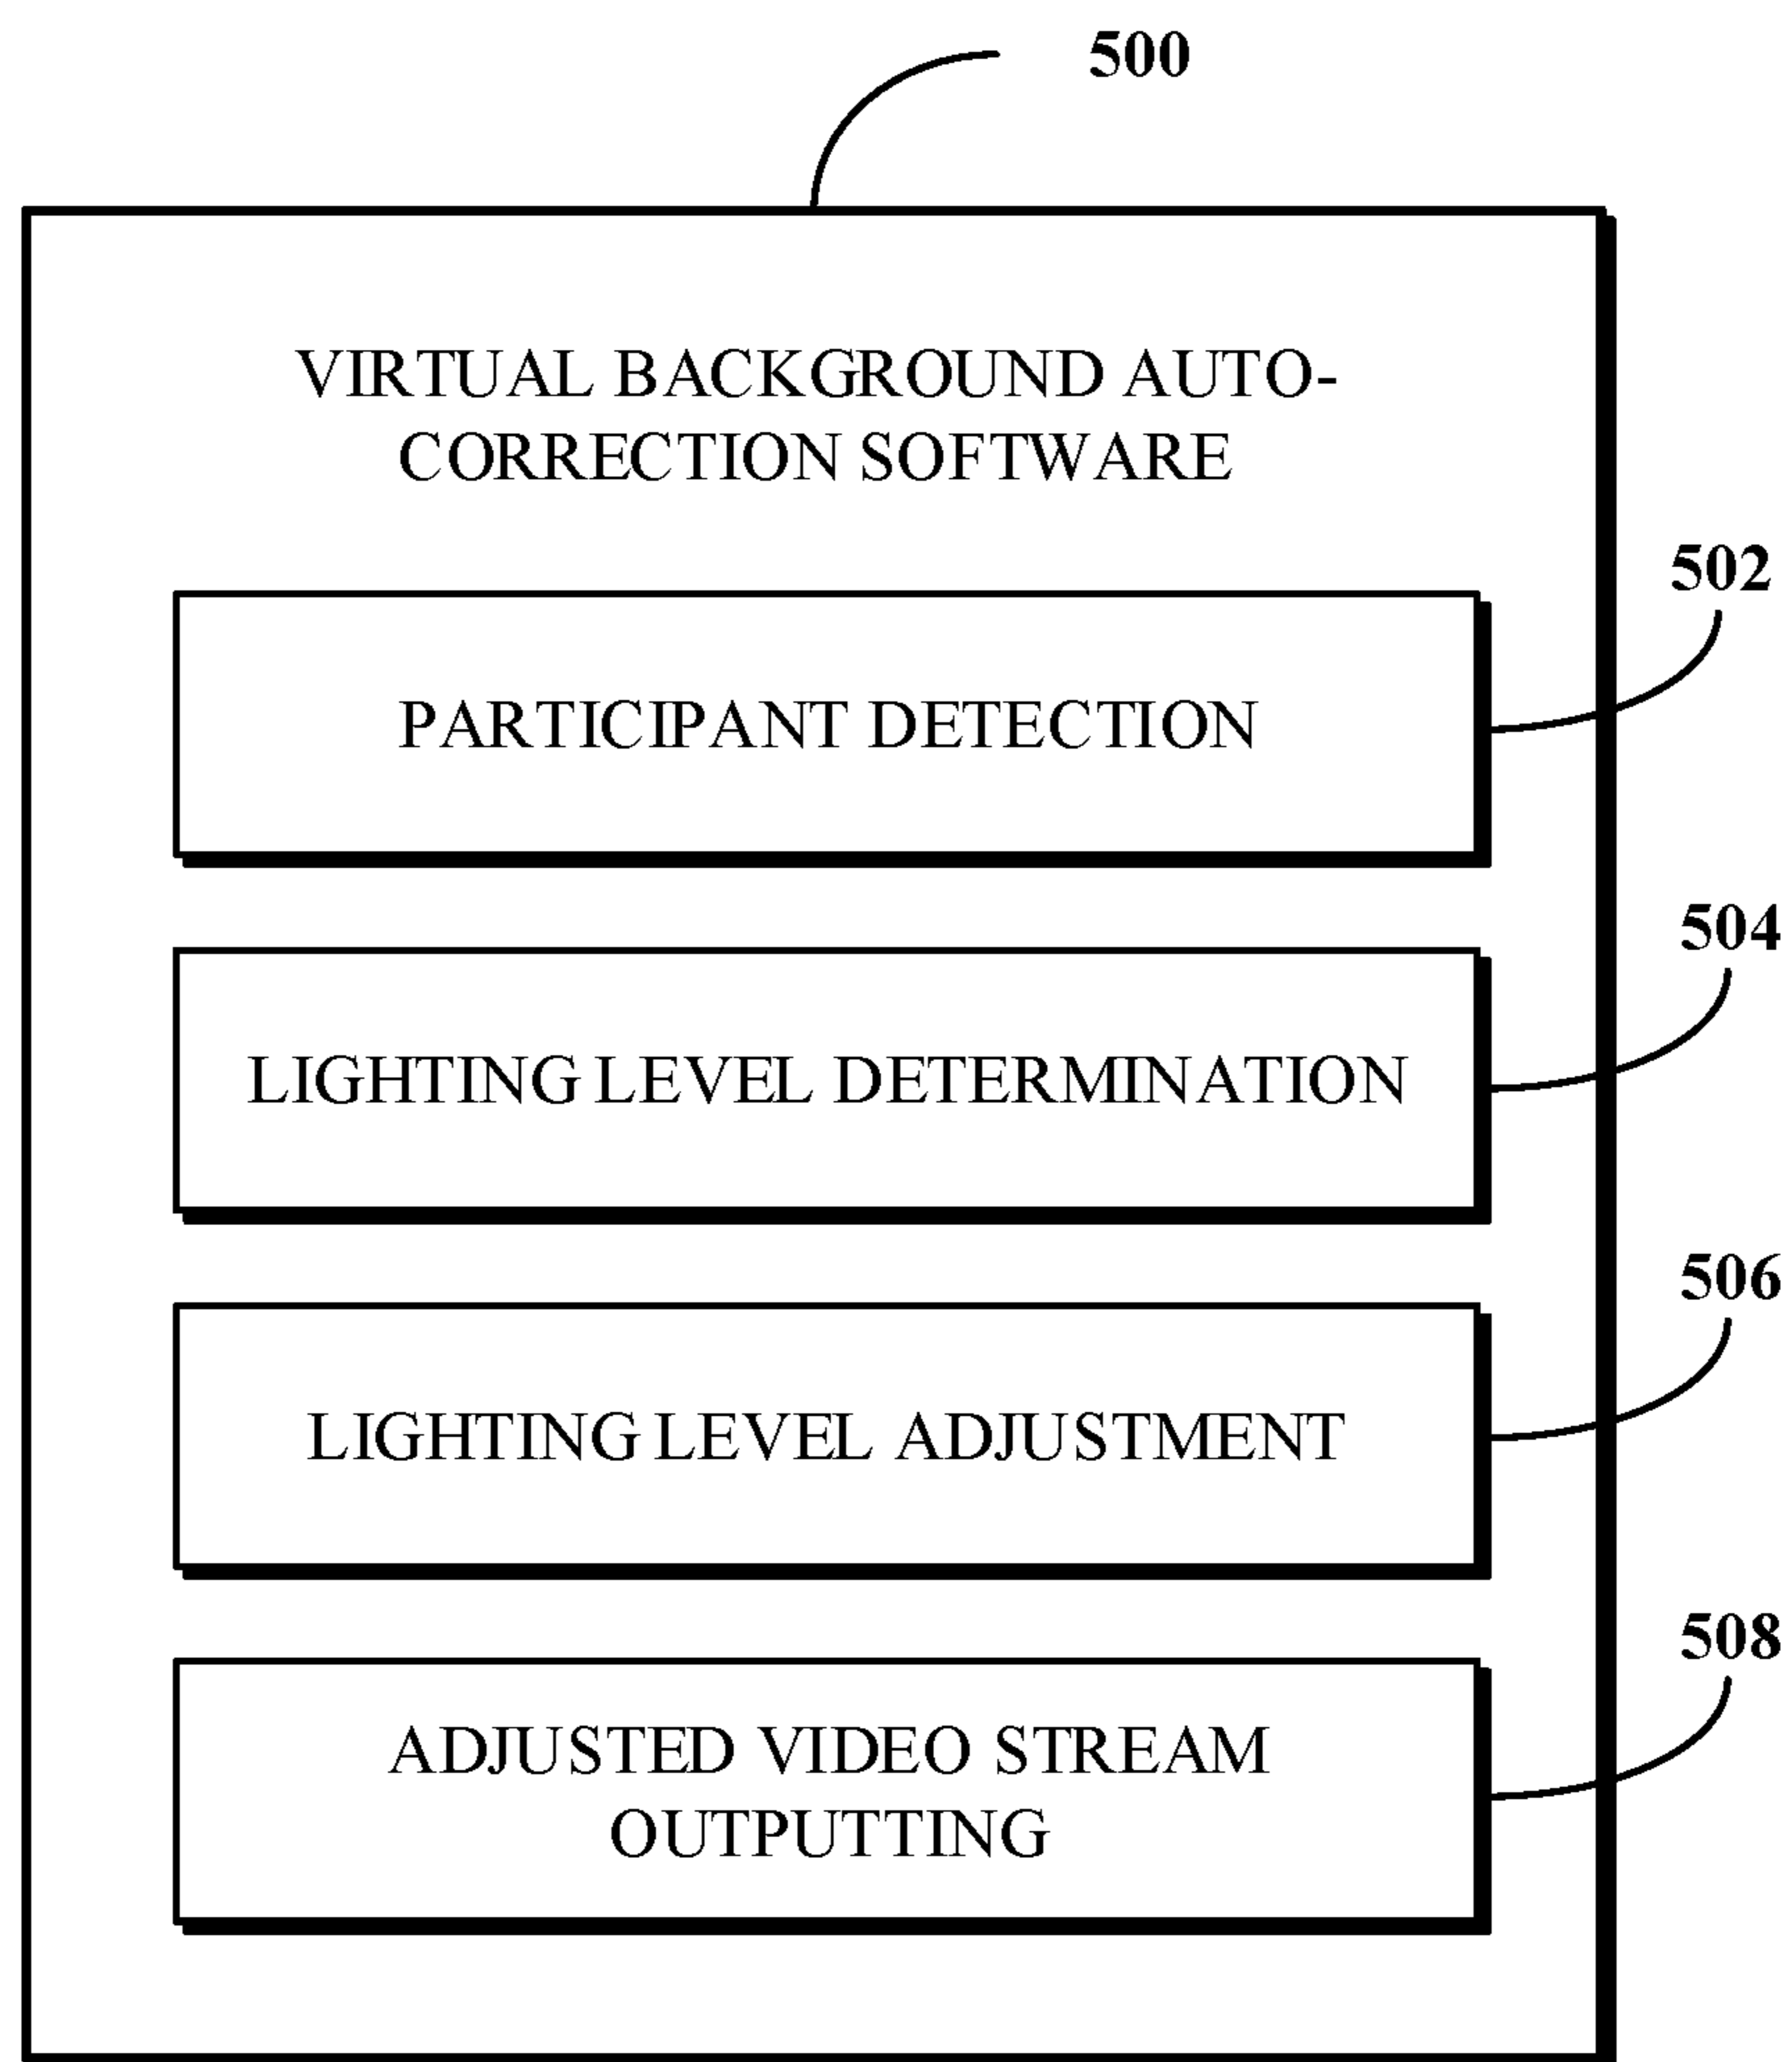 500
VIRTUAL BACKGROUND AUTO-
CORRECTION SOFTWARE
502
PARTICIPANT DETECTION
504
LIGHTING LEVEL DETERMINATION
506
LIGHTING LEVEL ADJUSTMENT
508
ADJUSTED VIDEO STREAM
OUTPUTTING